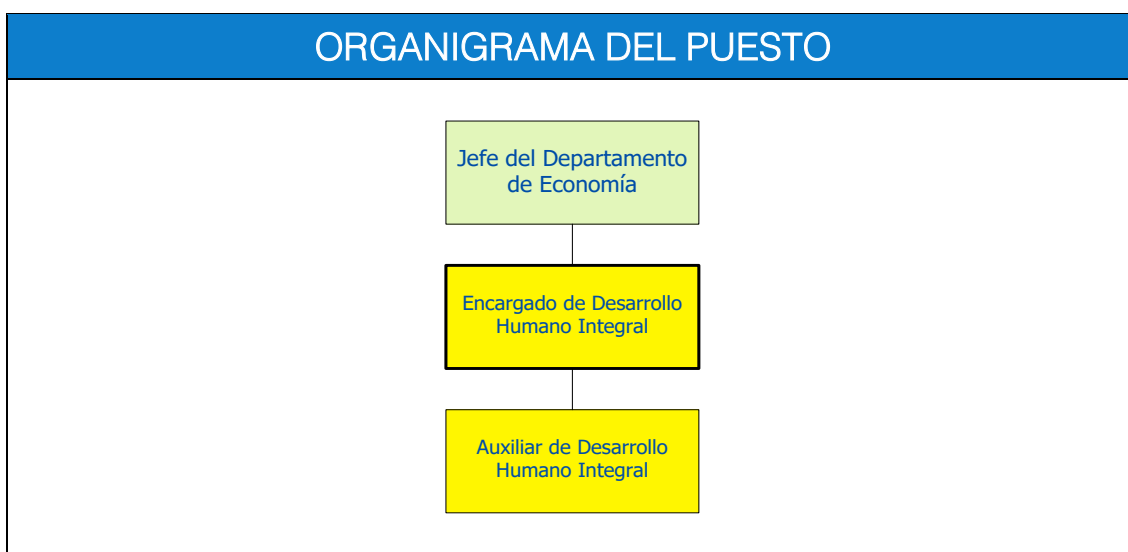 ORGANIGRAMA DEL PUESTO
Jefe del Departamento
de Economía
Encargado de Desarrollo
Humano Integral
Auxiliar de Desarrollo
Humano Integral